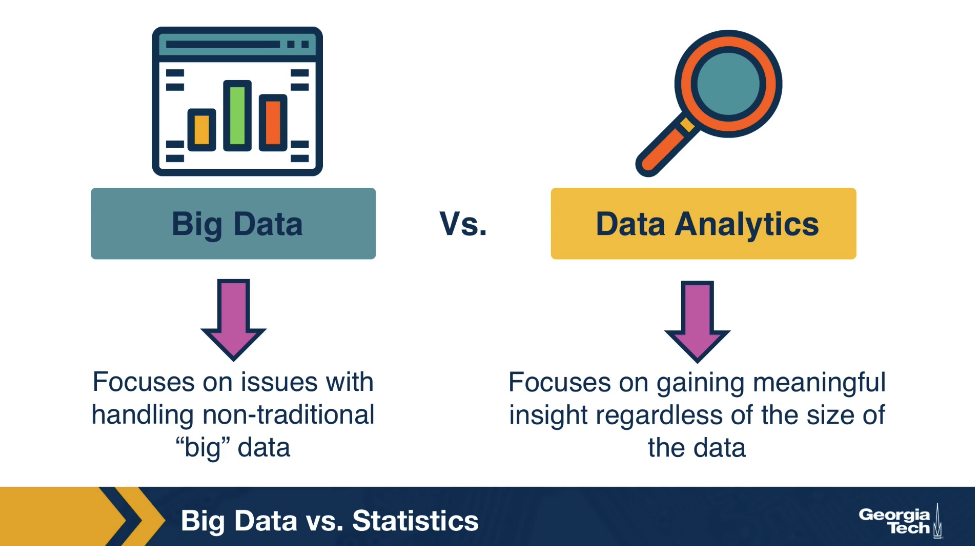 Big Data
Vs.
Data Analytics
Focuses on issues with
handling non-traditional
“big” data
Focuses on gaining meaningful
insight regardless of the size of
the data
Big Data vs. Statistics
Georgia
Tech